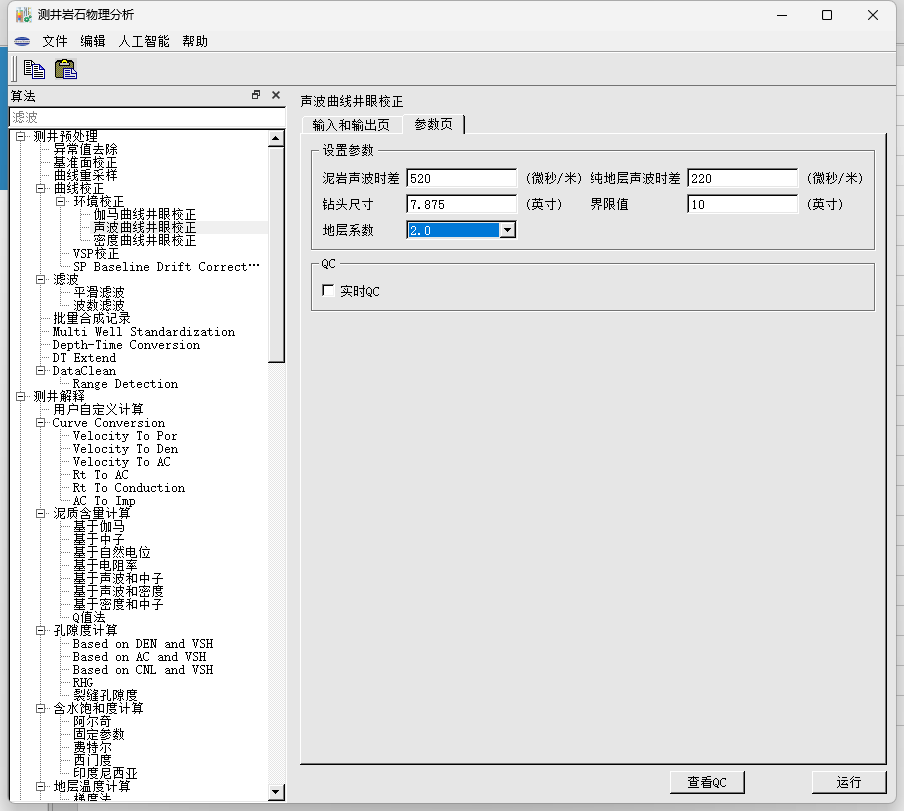 测井岩石物理分析
文件 编辑 人工智能 帮助
算法
滤波
测井预处理
异常值去除
基准面校正
曲线重采样
曲线校正
环境校正
伽马曲线井眼校正
声波曲线井眼校正
密度曲线井眼校正
VSP校正
SP Baseline Drift Correct…
滤波
平滑滤波
波数滤波
批量合成记录
Multi Well Standardization
Depth-Time Conversion
DT Extend
DataClean
Range Detection
测井解释
用户自定义计算
Curve Conversion
Velocity To Por
Velocity To Den
Velocity To AC
Rt To AC
Rt To Conduction
AC To Imp
泥质含量计算
基于伽马
基于中子
基于自然电位
基于电阻率
基于声波和中子
基于声波和密度
基于密度和中子
Q值法
孔隙度计算
Based on DEN and VSH
Based on AC and VSH
Based on CNL and VSH
RHG
裂缝孔隙度
含水饱和度计算
阿尔奇
固定参数
费特尔
西门度
印度尼西亚
地层温度计算
梯度法
声波曲线井眼校正
输入和输出页 参数页
设置参数
泥岩声波时差 520 (微秒/米) 纯地层声波时差 220 (微秒/米)
钻头尺寸 7.875 (英寸) 界限值 10 (英寸)
地层系数 2.0
QC
实时QC
查看QC 运行